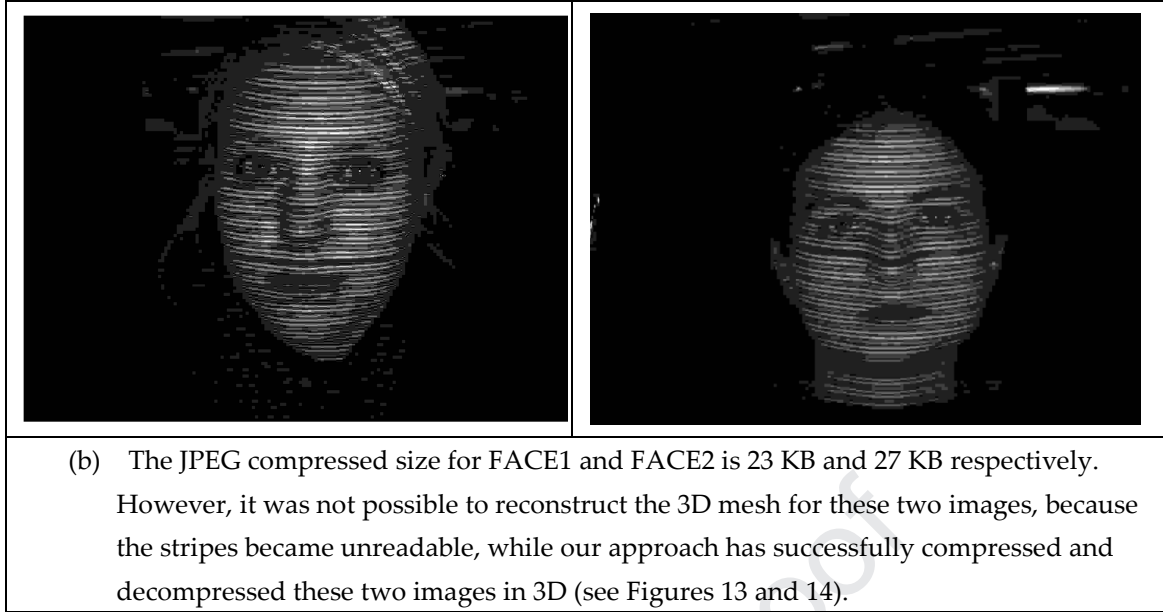 (b) The JPEG compressed size for FACE1 and FACE2 is 23 KB and 27 KB respectively.
However, it was not possible to reconstruct the 3D mesh for these two images, because
the stripes became unreadable, while our approach has successfully compressed and
decompressed these two images in 3D (see Figures 13 and 14).